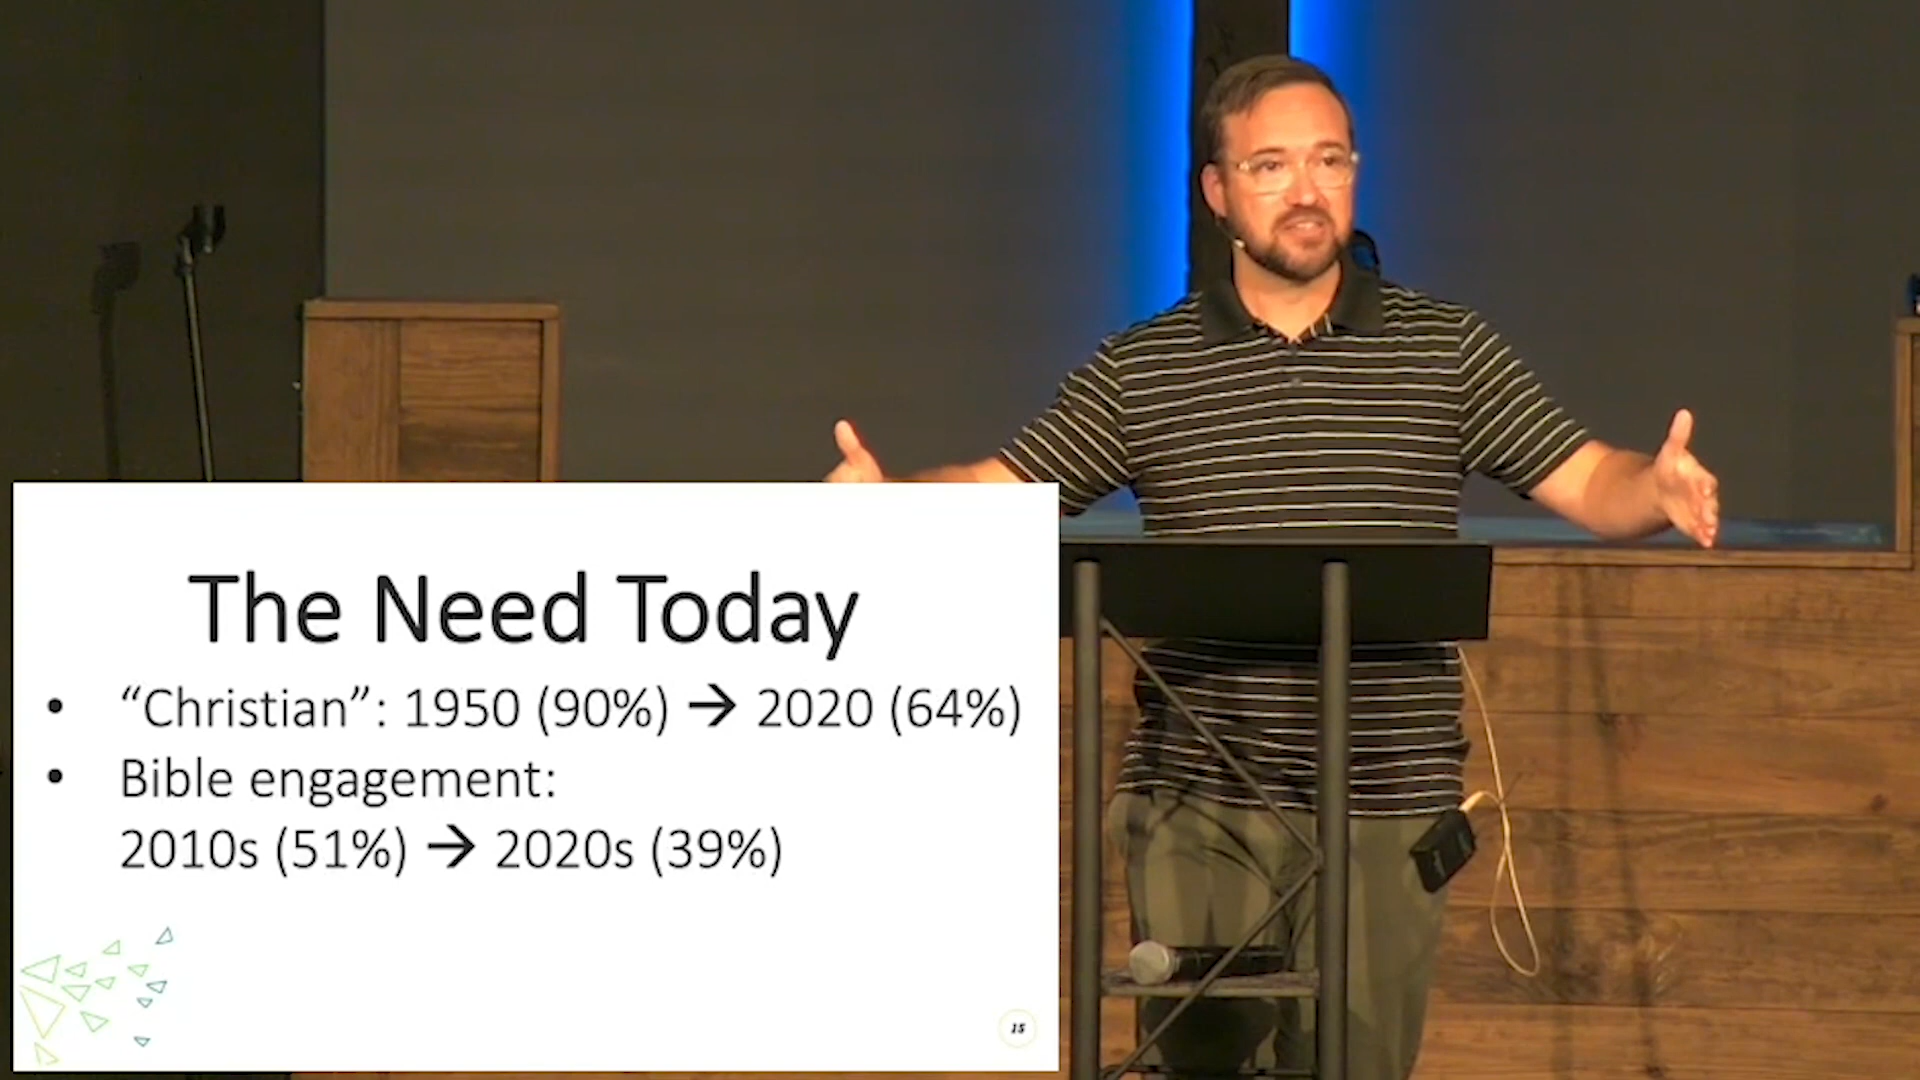 The Need Today
• “Christian”: 1950 (90%) → 2020 (64%)
• Bible engagement:
2010s (51%) → 2020s (39%)
15